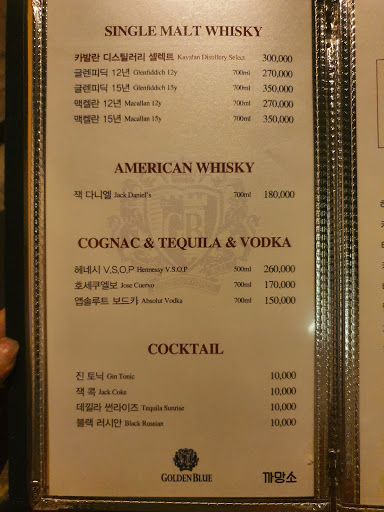 SINGLE MALT WHISKY
카발란 디스틸러리 셀렉트 Kavalan Distillery Select 300,000
글렌피딕 12년 Glenfiddich 12y 700ml 270,000
글렌피딕 15년 Glenfiddich 15y 700ml 350,000
맥켈란 12년 Macallan 12y 700ml 270,000
맥켈란 15년 Macallan 15y 700ml 350,000
AMERICAN WHISKY
잭 다니엘 Jack Daniel's 700ml 180,000
COGNAC & TEQUILA & VODKA
헤네시 V.S.O.P Hennessy V.S.O.P 500ml 260,000
호세쿠엘보 Jose Cuervo 700ml 170,000
앱솔루트 보드카 Absolut Vodka 700ml 150,000
COCKTAIL
진 토닉 Gin Tonic 10,000
잭 콕 Jack Coke 10,000
데낄라 썬라이즈 Tequila Sunrise 10,000
블랙 러시안 Black Russian 10,000
GOLDEN BLUE
까망소